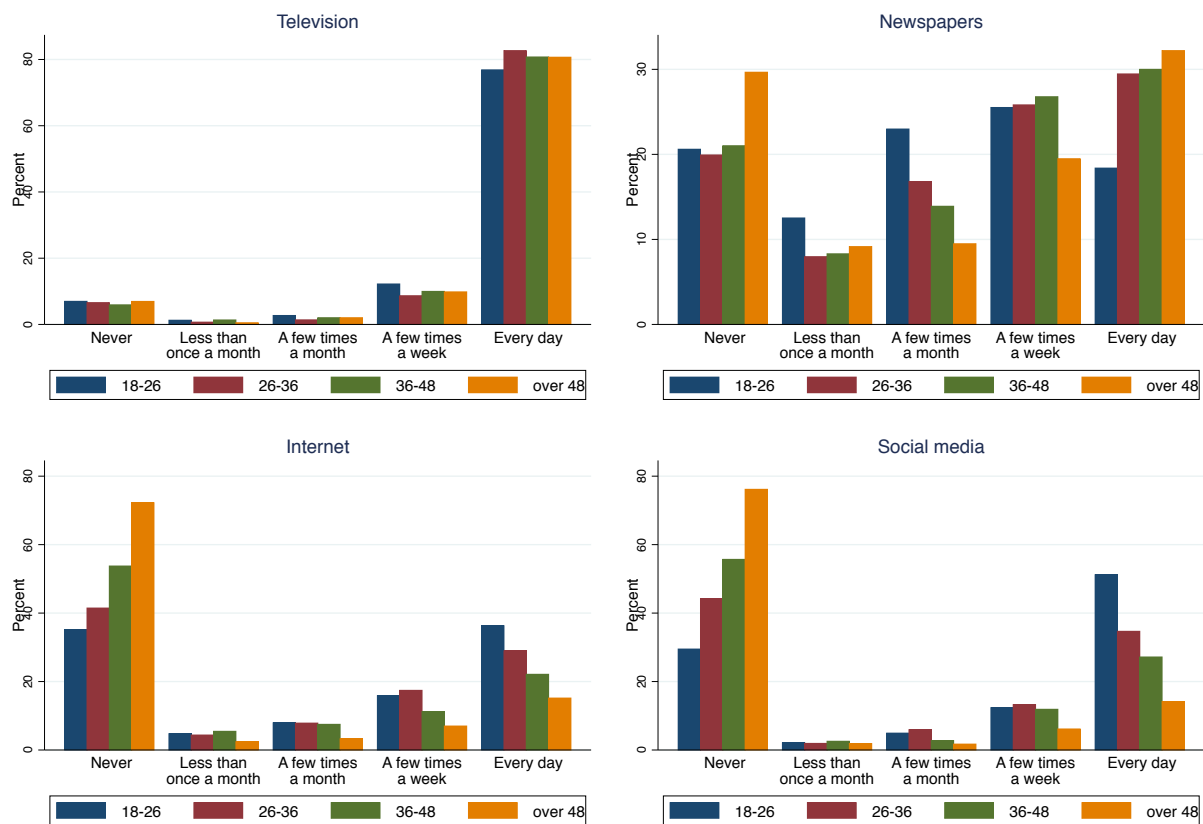 Television
Percent
80
60
40
20
0
Never
Less than
once a month
A few times
a month
A few times
a week
Every day
18-26 26-36 36-48 over 48
Newspapers
Percent
30
20
10
0
Never
Less than
once a month
A few times
a month
A few times
a week
Every day
18-26 26-36 36-48 over 48
Internet
Percent
80
60
40
20
0
Never
Less than
once a month
A few times
a month
A few times
a week
Every day
18-26 26-36 36-48 over 48
Social media
Percent
80
60
40
20
0
Never
Less than
once a month
A few times
a month
A few times
a week
Every day
18-26 26-36 36-48 over 48